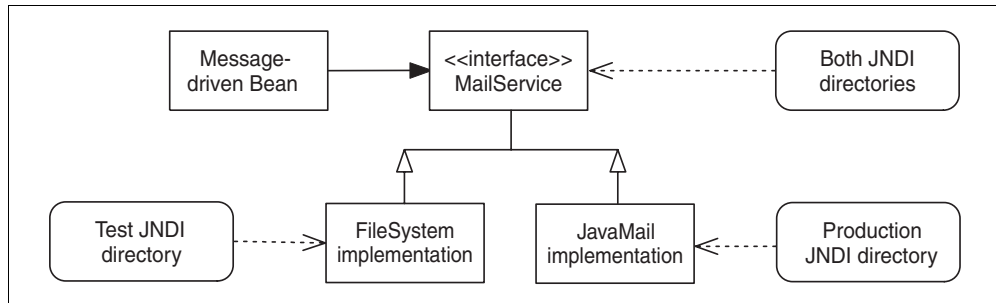 Message-
driven Bean
<<interface>>
MailService
Both JNDI
directories
Test JNDI
directory
FileSystem
implementation
JavaMail
implementation
Production
JNDI directory